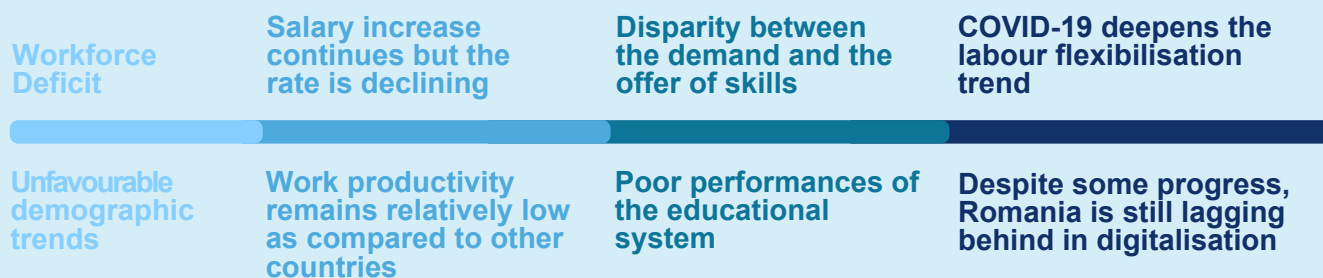 Workforce
Deficit
Salary increase
continues but the
rate is declining
Disparity between
the demand and the
offer of skills
COVID-19 deepens the
labour flexibilisation
trend
Unfavourable
demographic
trends
Work productivity
remains relatively low
as compared to other
countries
Poor performances of
the educational
system
Despite some progress,
Romania is still lagging
behind in digitalisation